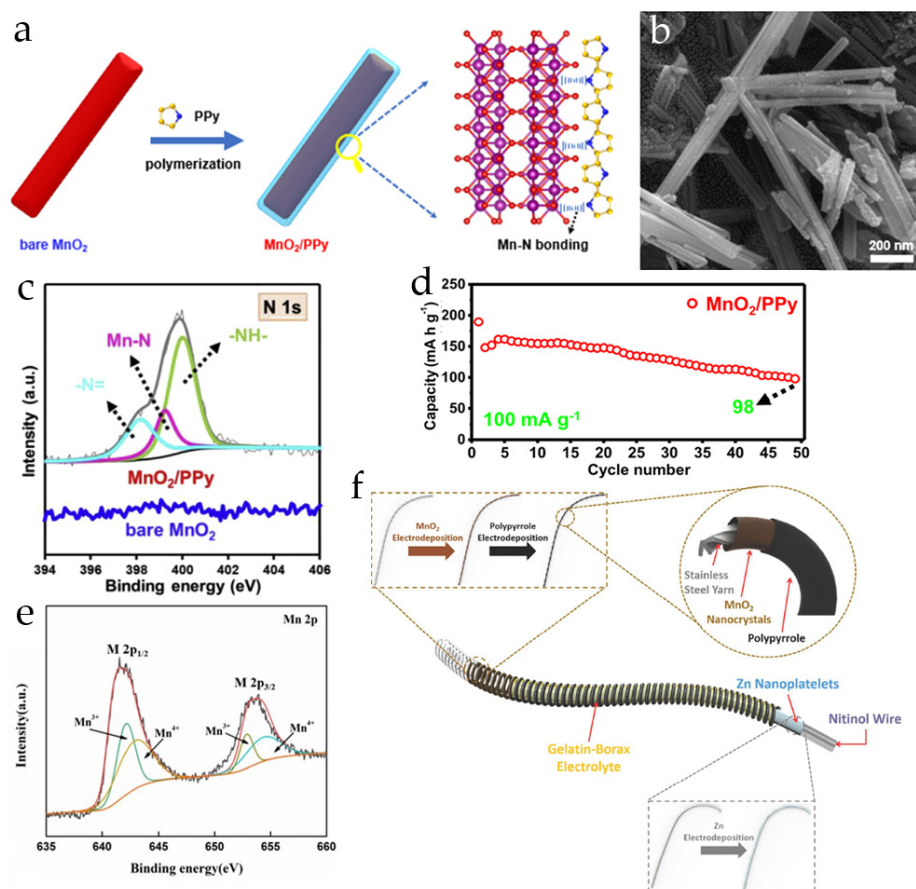 a
PPy
polymerization
bare MnO₂
MnO₂/PPy
Mn-N bonding
b
200 nm
c
N 1s
Mn-N
-NH-
-N=
Intensity (a.u.)
MnO₂/PPy
bare MnO₂
394 396 398 400 402 404 406
Binding energy (eV)
d
250
200
150
100
50
0
Capacity (mA h g⁻¹)
MnO₂/PPy
98
100 mA g⁻¹
0 5 10 15 20 25 30 35 40 45 50
Cycle number
e
Mn 2p
M 2p₁/₂
M 2p₃/₂
Mn³⁺
Mn⁴⁺
Mn³⁺
Mn⁴⁺
Intensity(a.u.)
635 640 645 650 655 660
Binding energy(eV)
f
MnO₂
Electrodeposition
Polypyrrole
Electrodeposition
Stainless
Steel Yarn
MnO₂
Nanocrystals
Polypyrrole
Zn Nanoplatelets
Nitinol Wire
Gelatin-Borax
Electrolyte
Zn
Electrodeposition